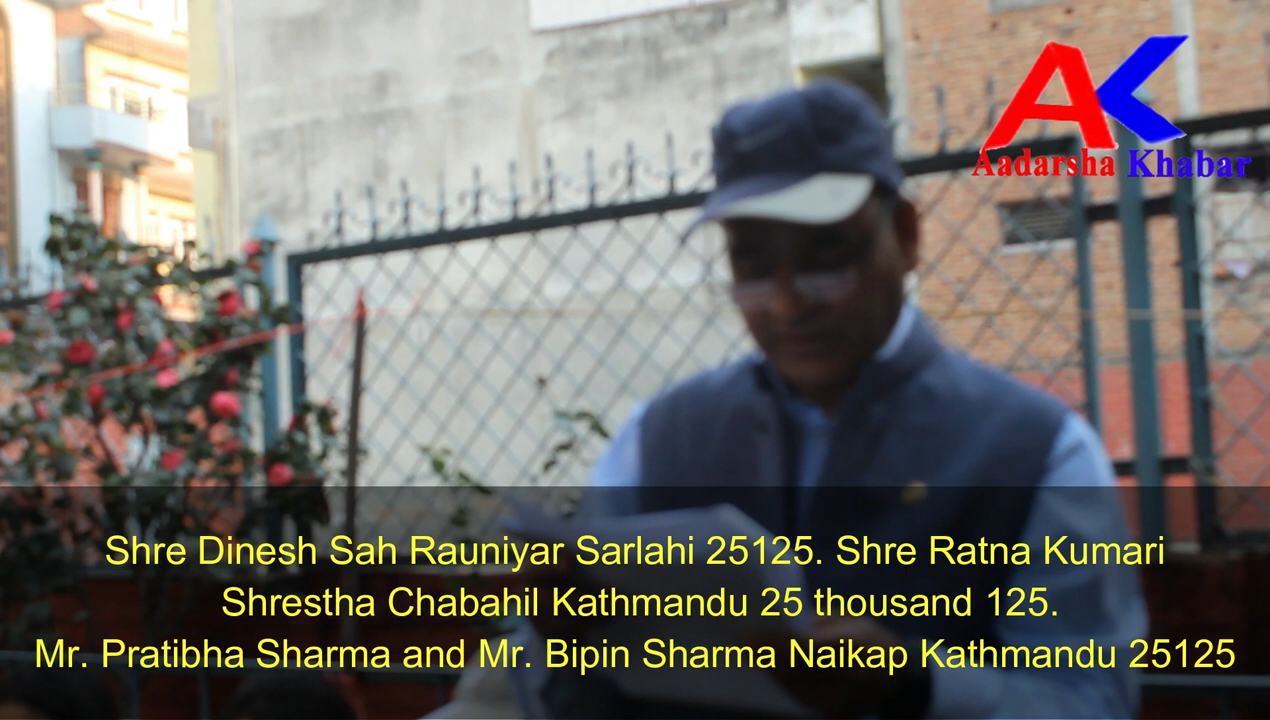 AK
Aadarsha Khabar
Shre Dinesh Sah Rauniyar Sarlahi 25125. Shre Ratna Kumari
Shrestha Chabahil Kathmandu 25 thousand 125.
Mr. Pratibha Sharma and Mr. Bipin Sharma Naikap Kathmandu 25125